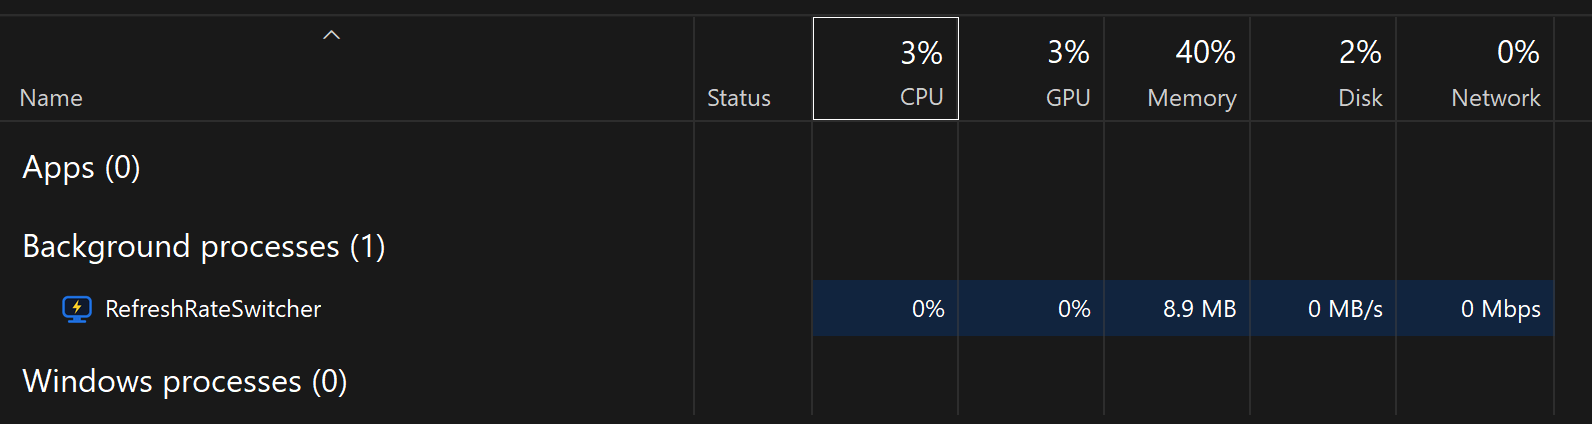 3% 3% 40% 2% 0%
Name Status CPU GPU Memory Disk Network
Apps (0)
Background processes (1)
RefreshRateSwitcher 0% 0% 8.9 MB 0 MB/s 0 Mbps
Windows processes (0)